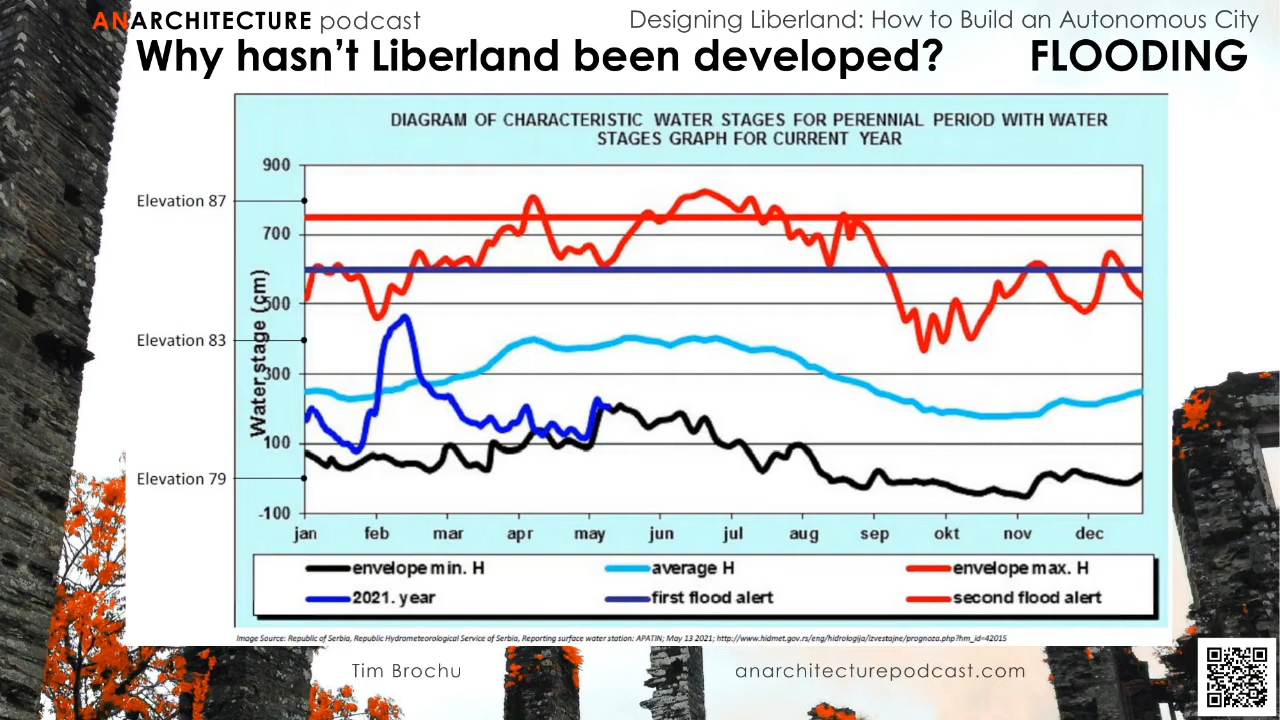 ANARCHITECTURE podcast
Designing Liberland: How to Build an Autonomous City
Why hasn't Liberland been developed? FLOODING
DIAGRAM OF CHARACTERISTIC WATER STAGES FOR PERENNIAL PERIOD WITH WATER
STAGES GRAPH FOR CURRENT YEAR
Water stage (cm)
900
Elevation 87
700
500
Elevation 83
300
100
Elevation 79
-100
jan feb mar apr may jun jul aug sep okt nov dec
envelope min. H average H envelope max. H
2021. year first flood alert second flood alert
Image Source: Republic of Serbia, Republic Hydrometeorological Service of Serbia, Reporting surface water station: APATIN; May 13 2021; http://www.hidmet.gov.rs/eng/hidrologija/izvestajne/prognoza.php?hm_id=42015
Tim Brochu anarchitecturepodcast.com